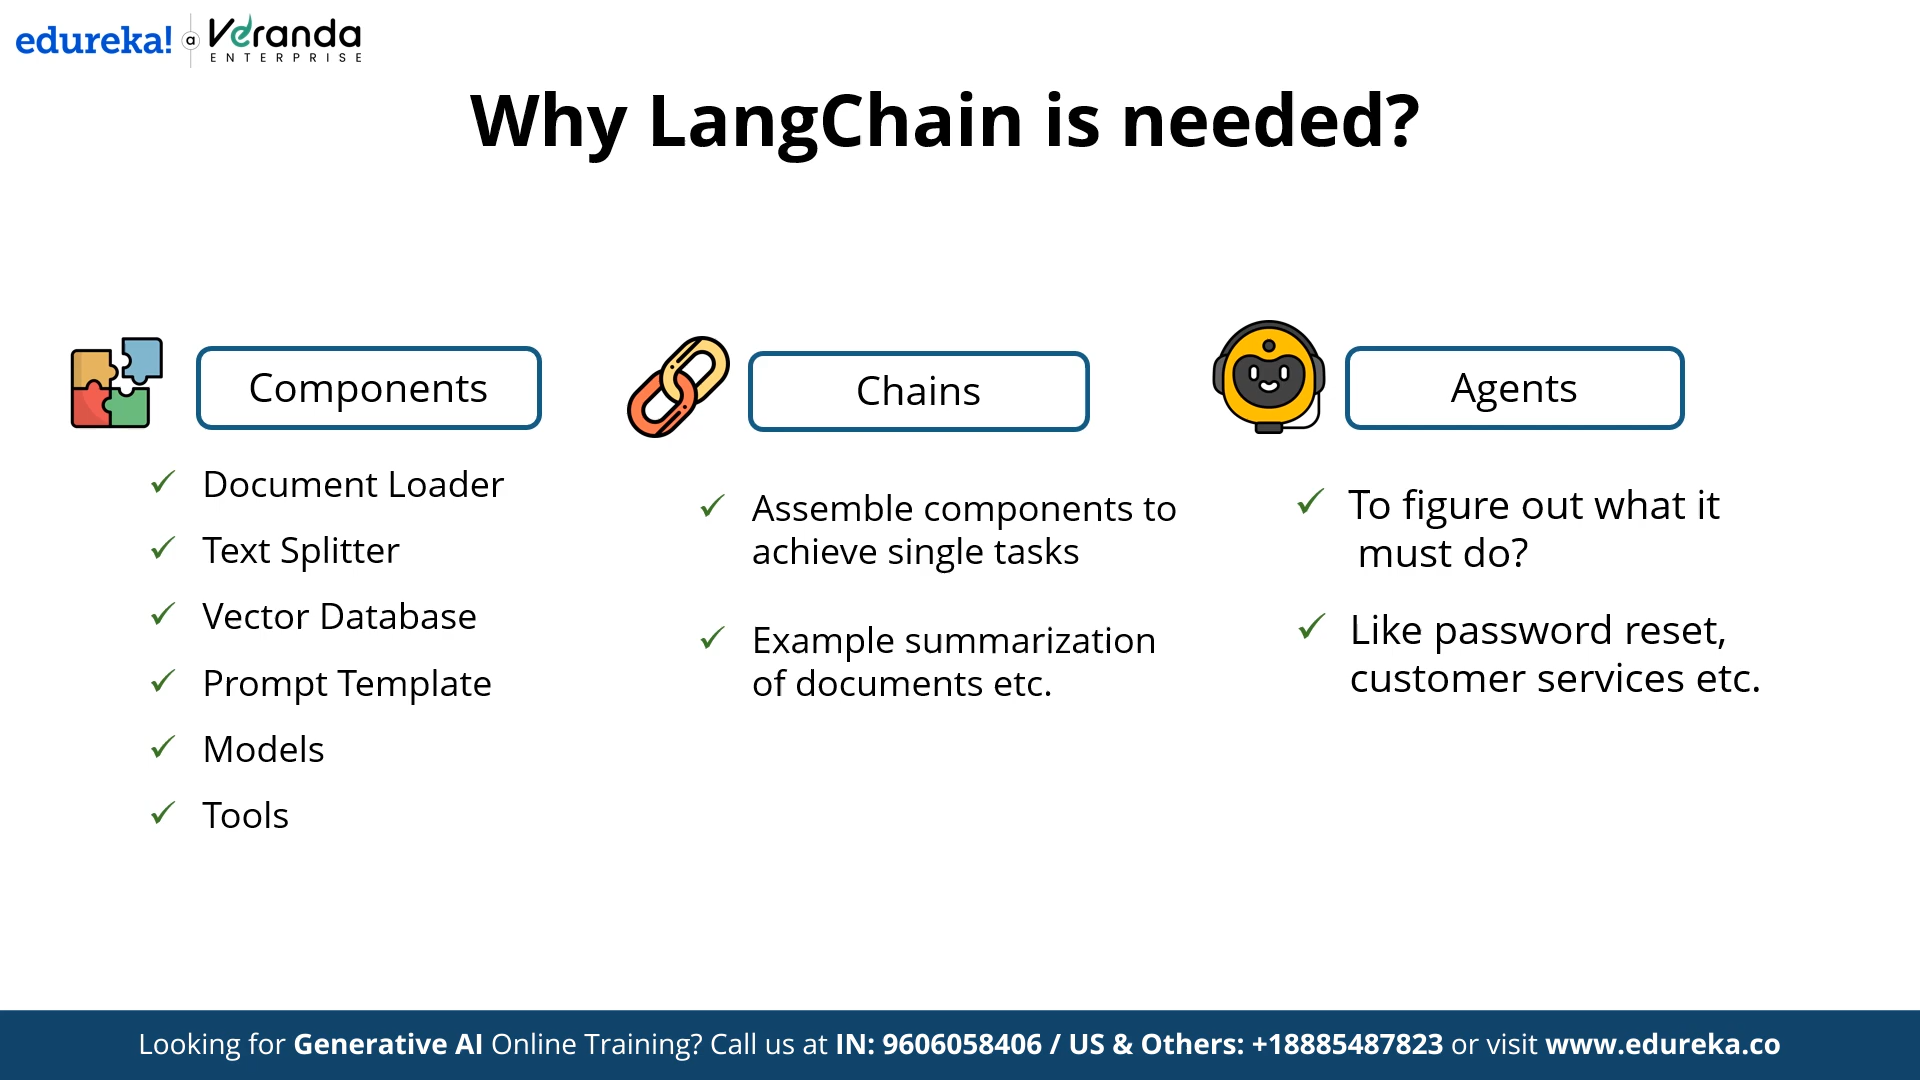 edureka! a Veranda
ENTERPRISE
Why LangChain is needed?
Components
Document Loader
Text Splitter
Vector Database
Prompt Template
Models
Tools
Chains
Assemble components to
achieve single tasks
Example summarization
of documents etc.
Agents
To figure out what it
must do?
Like password reset,
customer services etc.
Looking for Generative AI Online Training? Call us at IN: 9606058406 / US & Others: +18885487823 or visit www.edureka.co